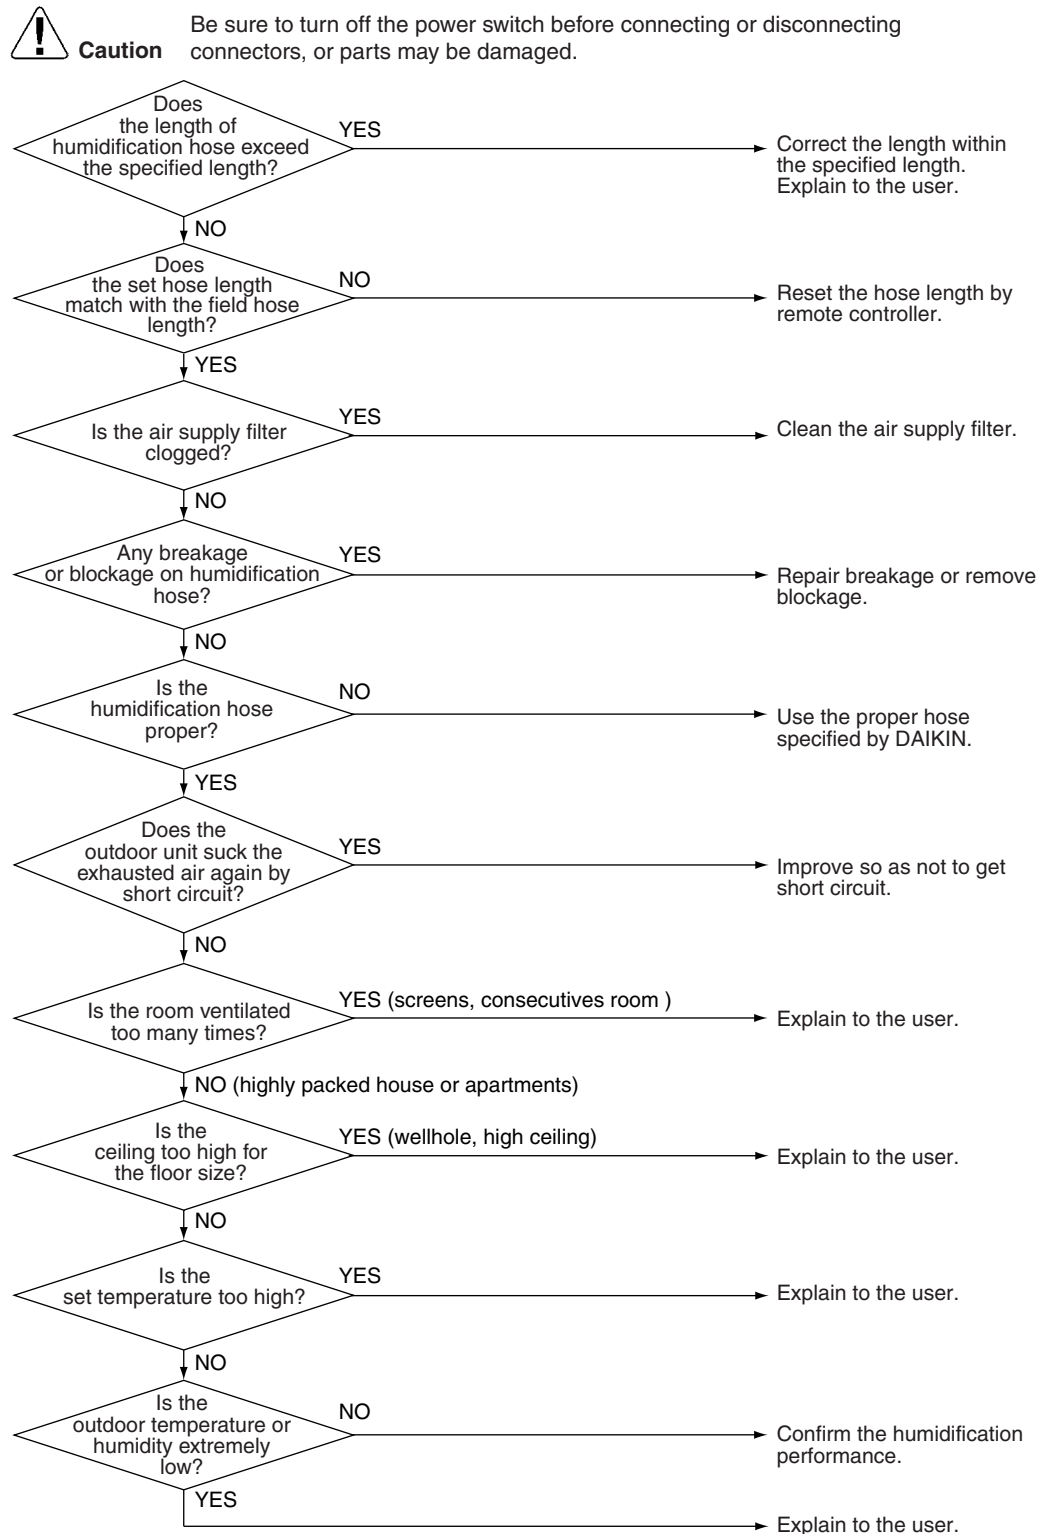 Be sure to turn off the power switch before connecting or disconnecting
Caution connectors, or parts may be damaged.
Does
the length of
humidification hose exceed
the specified length?
YES
Correct the length within
the specified length.
Explain to the user.
NO
Does
the set hose length
match with the field hose
length?
NO
Reset the hose length by
remote controller.
YES
Is the air supply filter
clogged?
YES
Clean the air supply filter.
NO
Any breakage
or blockage on humidification
hose?
YES
Repair breakage or remove
blockage.
NO
Is the
humidification hose
proper?
NO
Use the proper hose
specified by DAIKIN.
YES
Does the
outdoor unit suck the
exhausted air again by
short circuit?
YES
Improve so as not to get
short circuit.
NO
Is the room ventilated
too many times?
YES (screens, consecutives room )
Explain to the user.
NO (highly packed house or apartments)
Is the
ceiling too high for
the floor size?
YES (wellhole, high ceiling)
Explain to the user.
NO
Is the
set temperature too high?
YES
Explain to the user.
NO
Is the
outdoor temperature or
humidity extremely
low?
NO
Confirm the humidification
performance.
YES
Explain to the user.